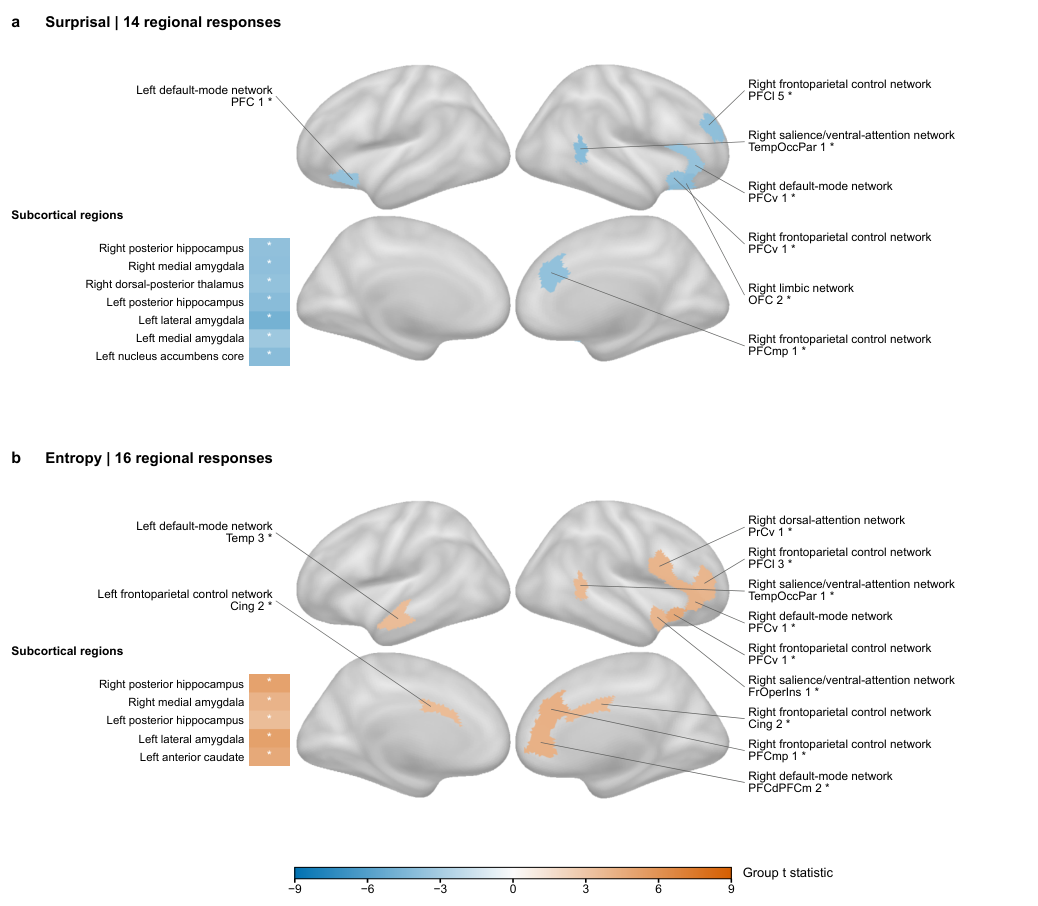 a Surprisal | 14 regional responses
Left default-mode network
PFC 1 *
Right frontoparietal control network
PFCl 5 *
Right salience/ventral-attention network
TempOccPar 1 *
Right default-mode network
PFCv 1 *
Right frontoparietal control network
PFCv 1 *
Right limbic network
OFC 2 *
Right frontoparietal control network
PFCmp 1 *
Subcortical regions
Right posterior hippocampus *
Right medial amygdala *
Right dorsal-posterior thalamus *
Left posterior hippocampus *
Left lateral amygdala *
Left medial amygdala *
Left nucleus accumbens core *
b Entropy | 16 regional responses
Left default-mode network
Temp 3 *
Left frontoparietal control network
Cing 2 *
Right dorsal-attention network
PrCv 1 *
Right frontoparietal control network
PFCl 3 *
Right salience/ventral-attention network
TempOccPar 1 *
Right default-mode network
PFCv 1 *
Right frontoparietal control network
PFCv 1 *
Right salience/ventral-attention network
FrOperIns 1 *
Right frontoparietal control network
Cing 2 *
Right frontoparietal control network
PFCmp 1 *
Right default-mode network
PFCdPFCm 2 *
Subcortical regions
Right posterior hippocampus *
Right medial amygdala *
Left posterior hippocampus *
Left lateral amygdala *
Left anterior caudate *
−9 −6 −3 0 3 6 9
Group t statistic